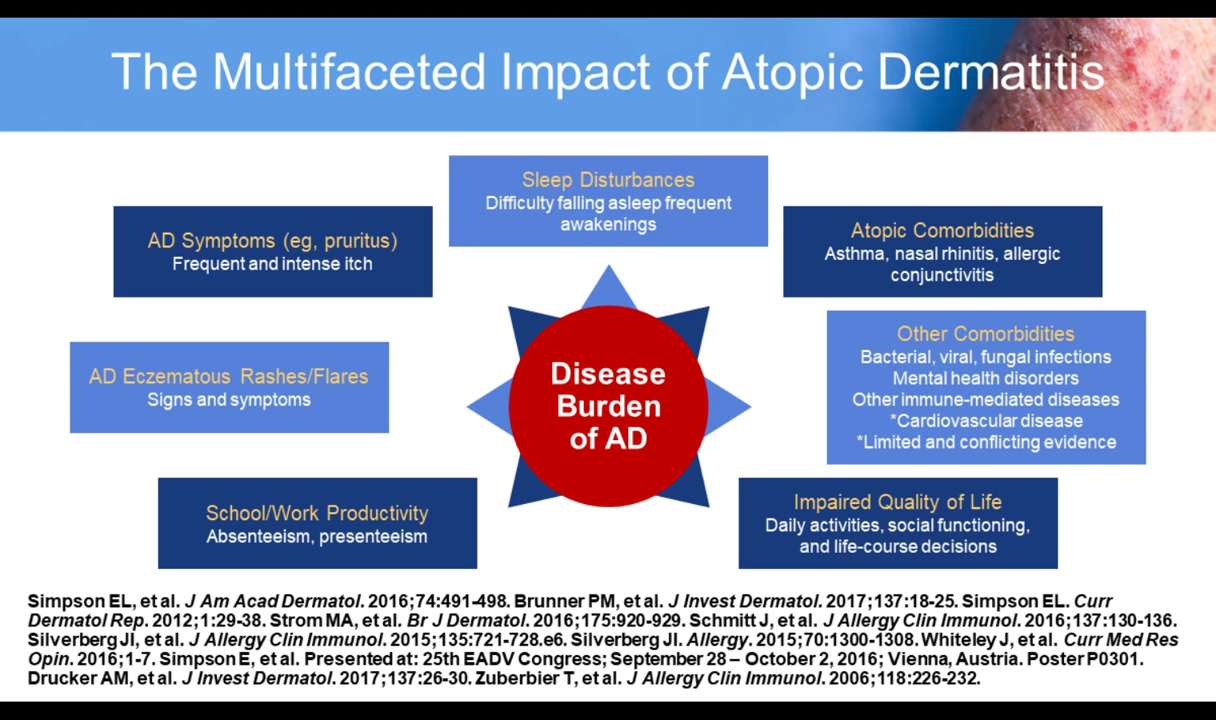 The Multifaceted Impact of Atopic Dermatitis
Sleep Disturbances
Difficulty falling asleep frequent
awakenings
AD Symptoms (eg, pruritus)
Frequent and intense itch
Atopic Comorbidities
Asthma, nasal rhinitis, allergic
conjunctivitis
AD Eczematous Rashes/Flares
Signs and symptoms
Disease
Burden
of AD
Other Comorbidities
Bacterial, viral, fungal infections
Mental health disorders
Other immune-mediated diseases
*Cardiovascular disease
*Limited and conflicting evidence
School/Work Productivity
Absenteeism, presenteeism
Impaired Quality of Life
Daily activities, social functioning,
and life-course decisions
Simpson EL, et al. J Am Acad Dermatol. 2016;74:491-498. Brunner PM, et al. J Invest Dermatol. 2017;137:18-25. Simpson EL. Curr
Dermatol Rep. 2012;1:29-38. Strom MA, et al. Br J Dermatol. 2016;175:920-929. Schmitt J, et al. J Allergy Clin Immunol. 2016;137:130-136.
Silverberg JI, et al. J Allergy Clin Immunol. 2015;135:721-728.e6. Silverberg JI. Allergy. 2015;70:1300-1308. Whiteley J, et al. Curr Med Res
Opin. 2016;1-7. Simpson E, et al. Presented at: 25th EADV Congress; September 28 – October 2, 2016; Vienna, Austria. Poster P0301.
Drucker AM, et al. J Invest Dermatol. 2017;137:26-30. Zuberbier T, et al. J Allergy Clin Immunol. 2006;118:226-232.